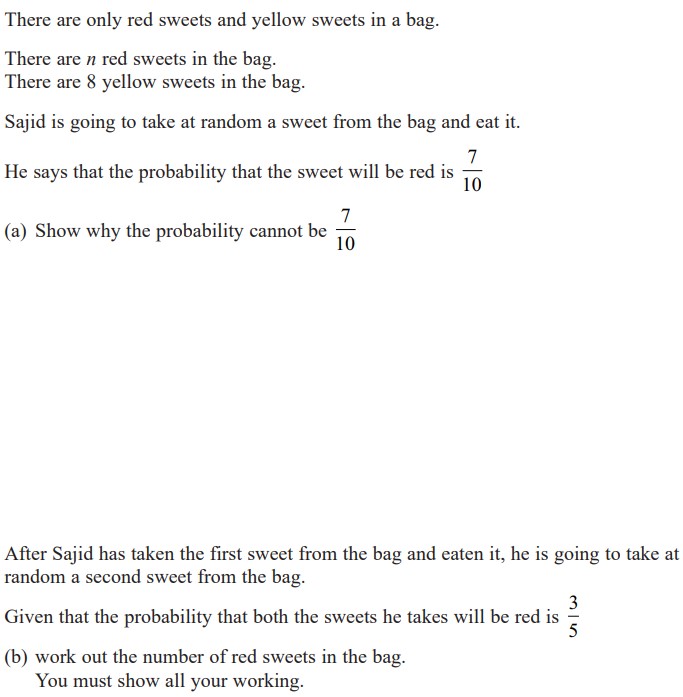 There are only red sweets and yellow sweets in a bag.
There are n red sweets in the bag.
There are 8 yellow sweets in the bag.
Sajid is going to take at random a sweet from the bag and eat it.
He says that the probability that the sweet will be red is 7/10
(a) Show why the probability cannot be 7/10
After Sajid has taken the first sweet from the bag and eaten it, he is going to take at
random a second sweet from the bag.
Given that the probability that both the sweets he takes will be red is 3/5
(b) work out the number of red sweets in the bag.
You must show all your working.